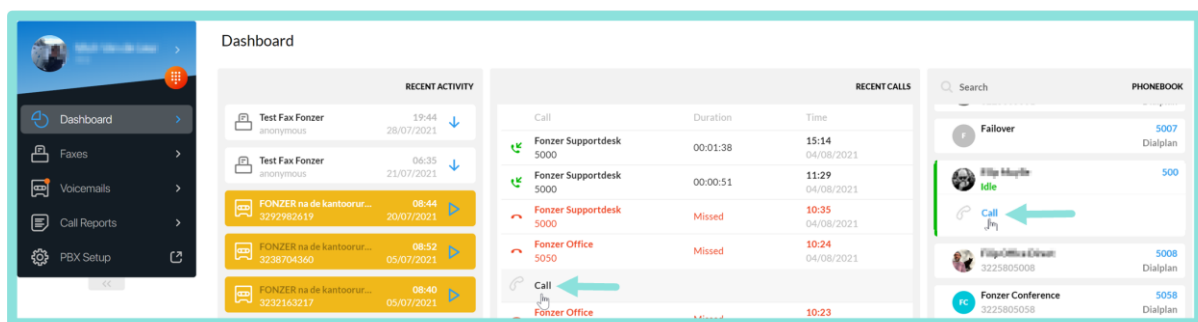 Dashboard
RECENT ACTIVITY
Test Fax Fonzer 19:44
anonymous 28/07/2021
Test Fax Fonzer 06:35
anonymous 21/07/2021
FONZER na de kantoorur... 08:44
3292982619 20/07/2021
FONZER na de kantoorur... 08:52
3238704360 05/07/2021
FONZER na de kantoorur... 08:40
3232163217 05/07/2021
Dashboard
Faxes
Voicemails
Call Reports
PBX Setup
<<
RECENT CALLS
Call Duration Time
Fonzer Supportdesk 00:01:38 15:14
5000 04/08/2021
Fonzer Supportdesk 00:00:51 11:29
5000 04/08/2021
Fonzer Supportdesk Missed 10:35
5000 04/08/2021
Fonzer Office Missed 10:24
5050 04/08/2021
Call
Fonzer Office Missed 10:23
Search PHONEBOOK
F Failover 5007
Dialplan
500
Idle
Call
5008
3225805008 Dialplan
FC Fonzer Conference 5058
3225805058 Dialplan